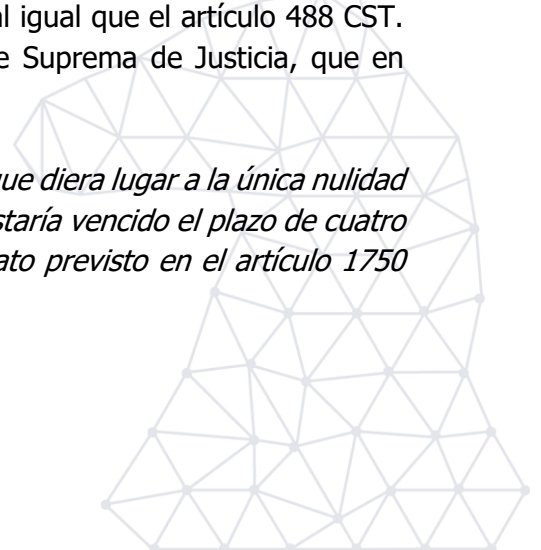 al igual que el artículo 488 CST.
e Suprema de Justicia, que en
ue diera lugar a la única nulidad
staría vencido el plazo de cuatro
ato previsto en el artículo 1750